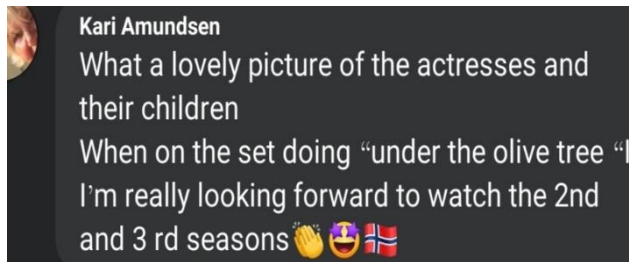 Kari Amundsen
What a lovely picture of the actresses and
their children
When on the set doing “under the olive tree “I
I’m really looking forward to watch the 2nd
and 3 rd seasons👏🤩🇳🇴